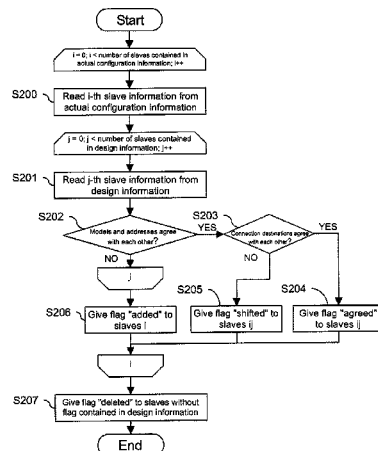 Start
i = 0; i < number of slaves contained in
actual configuration information; i++
S200
Read i-th slave information from
actual configuration information
j = 0; j < number of slaves contained
in design information; j++
S201
Read j-th slave information from
design information
S202
Models and addresses agree
with each other?
YES
S203
Connection destinations agree
with each other?
YES
NO
NO
j
S206
Give flag "added" to
slaves i
S205
Give flag "shifted" to
slaves ij
S204
Give flag "agreed"
to slaves ij
i
S207
Give flag "deleted" to slaves without
flag contained in design information
End